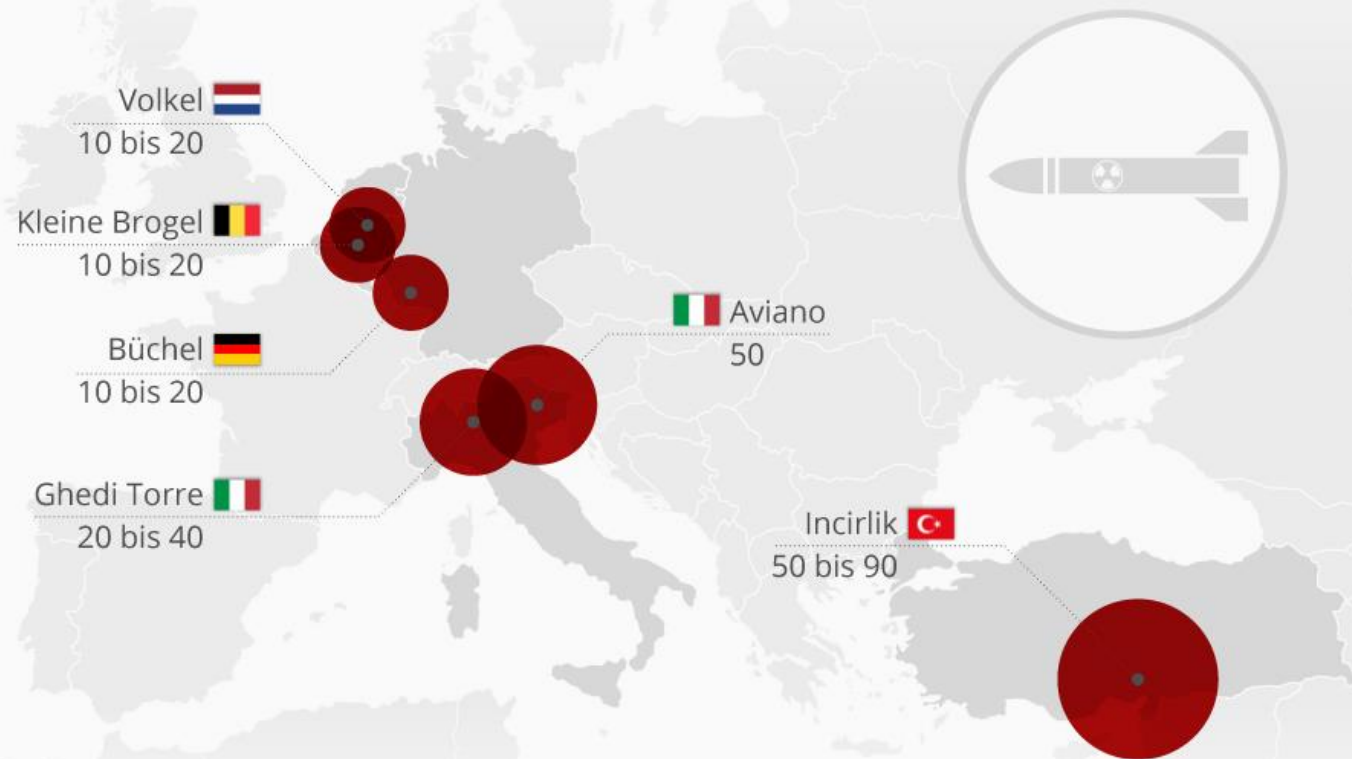 Volkel
10 bis 20
Kleine Brogel
10 bis 20
Büchel
10 bis 20
Aviano
50
Ghedi Torre
20 bis 40
Incirlik
50 bis 90